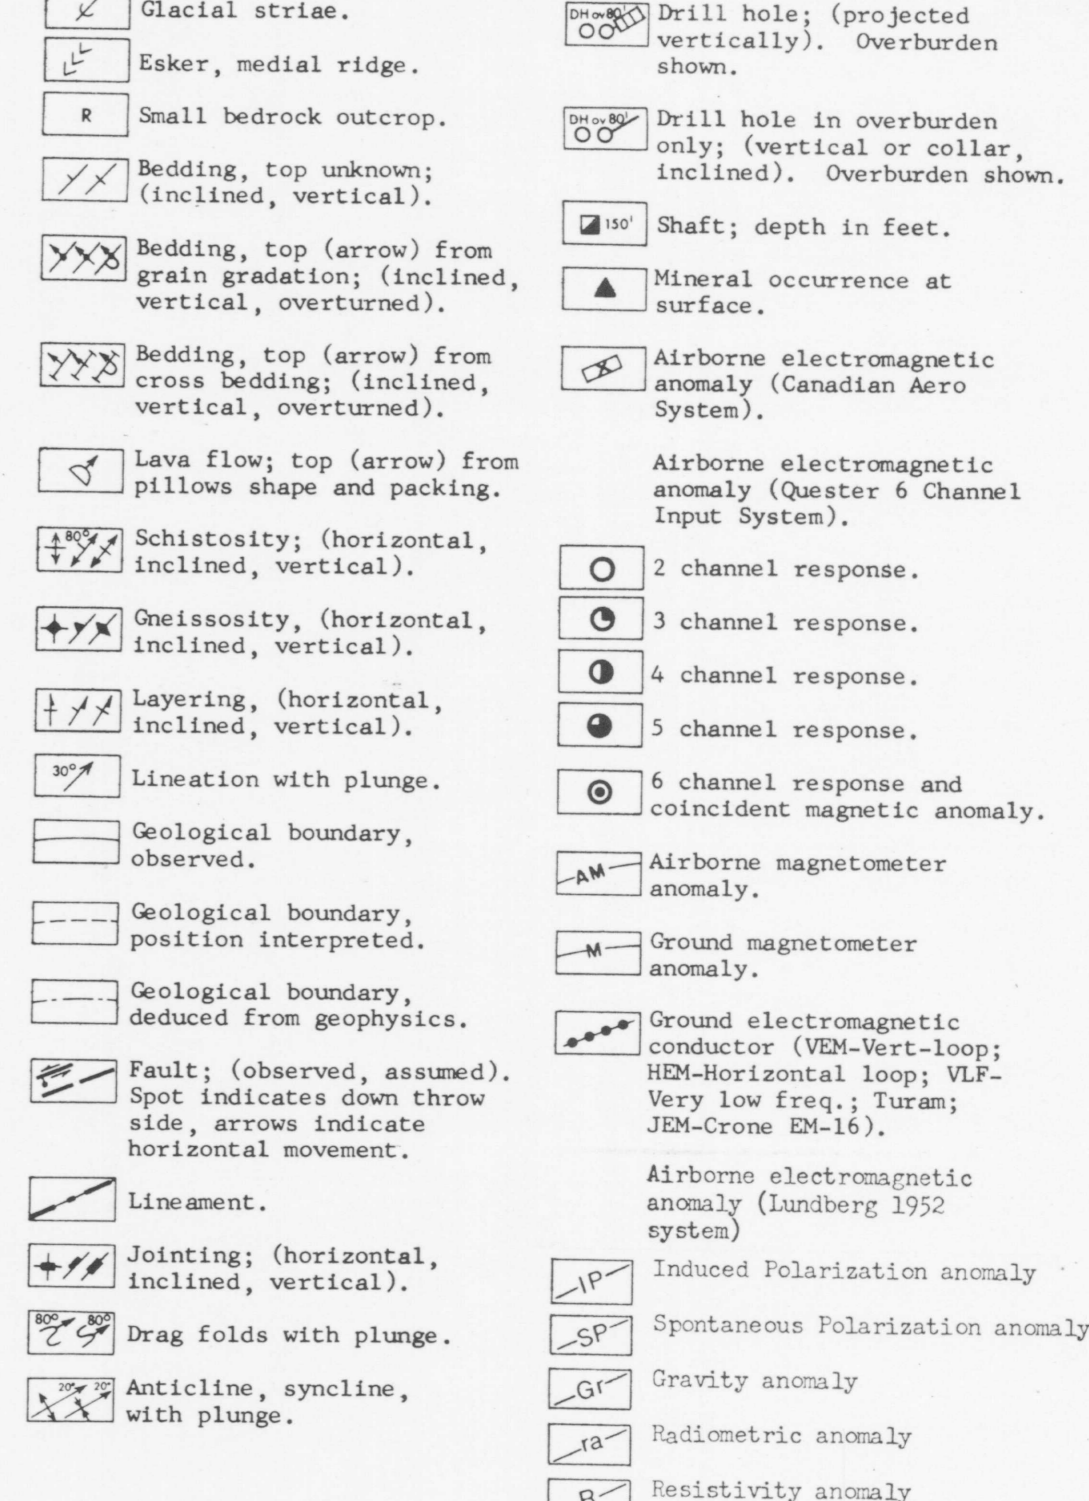 Glacial striae.
Esker, medial ridge.
R
Small bedrock outcrop.
Bedding, top unknown;
(inclined, vertical).
Bedding, top (arrow) from
grain gradation; (inclined,
vertical, overturned).
Bedding, top (arrow) from
cross bedding; (inclined,
vertical, overturned).
Lava flow; top (arrow) from
pillows shape and packing.
80°
Schistosity; (horizontal,
inclined, vertical).
Gneissosity, (horizontal,
inclined, vertical).
Layering, (horizontal,
inclined, vertical).
30°
Lineation with plunge.
Geological boundary,
observed.
Geological boundary,
position interpreted.
Geological boundary,
deduced from geophysics.
Fault; (observed, assumed).
Spot indicates down throw
side, arrows indicate
horizontal movement.
Lineament.
Jointing; (horizontal,
inclined, vertical).
80° 80°
Drag folds with plunge.
20° 20°
Anticline, syncline,
with plunge.
DH ov 80'
Drill hole; (projected
vertically). Overburden
shown.
DH ov 80'
Drill hole in overburden
only; (vertical or collar,
inclined). Overburden shown.
150'
Shaft; depth in feet.
Mineral occurrence at
surface.
Airborne electromagnetic
anomaly (Canadian Aero
System).
Airborne electromagnetic
anomaly (Quester 6 Channel
Input System).
2 channel response.
3 channel response.
4 channel response.
5 channel response.
6 channel response and
coincident magnetic anomaly.
AM
Airborne magnetometer
anomaly.
M
Ground magnetometer
anomaly.
Ground electromagnetic
conductor (VEM-Vert-loop;
HEM-Horizontal loop; VLF-
Very low freq.; Turam;
JEM-Crone EM-16).
Airborne electromagnetic
anomaly (Lundberg 1952
system)
IP
Induced Polarization anomaly
SP
Spontaneous Polarization anomaly
Gr
Gravity anomaly
ra
Radiometric anomaly
R
Resistivity anomaly